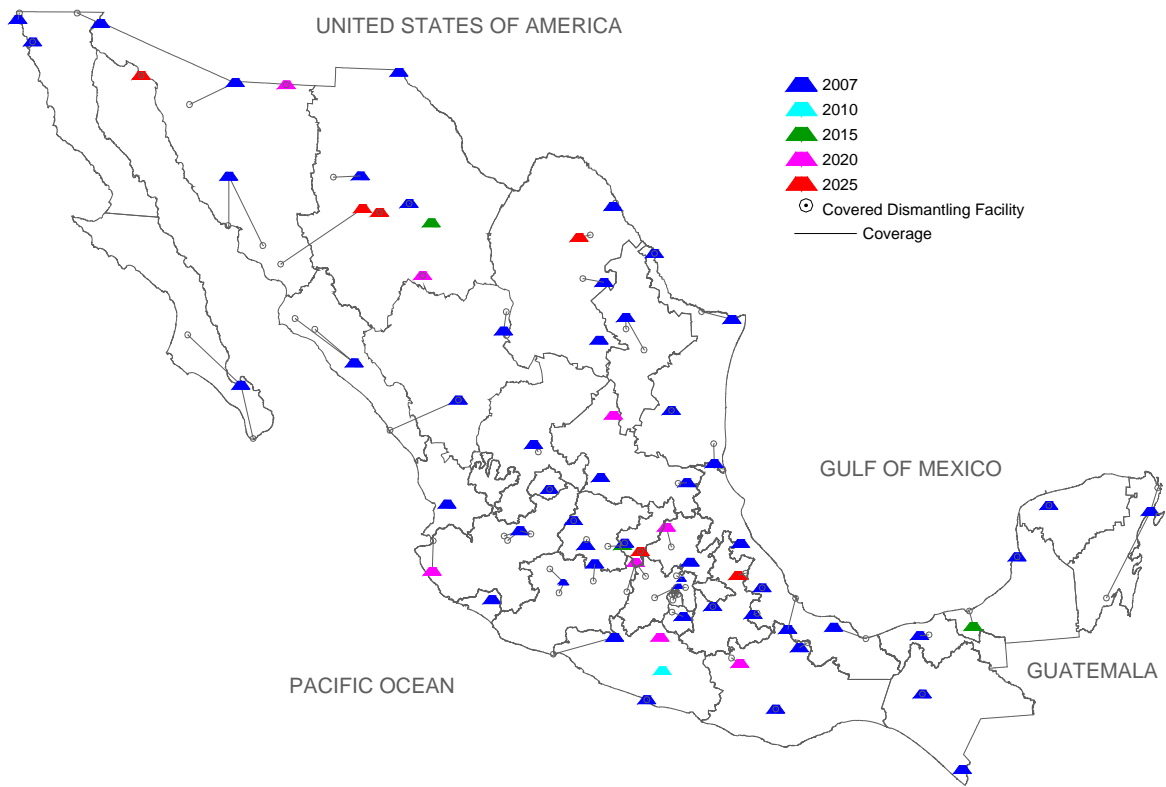 UNITED STATES OF AMERICA
2007
2010
2015
2020
2025
Covered Dismantling Facility
Coverage
GULF OF MEXICO
GUATEMALA
PACIFIC OCEAN